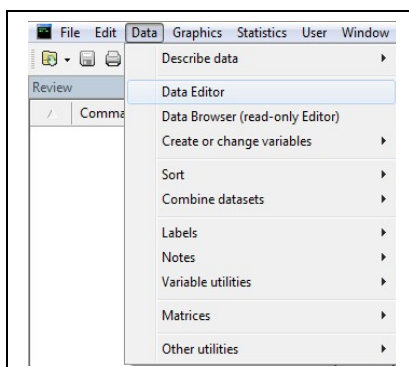 File Edit Data Graphics Statistics User Window
Describe data
Review
Data Editor
Comma
Data Browser (read-only Editor)
Create or change variables
Sort
Combine datasets
Labels
Notes
Variable utilities
Matrices
Other utilities